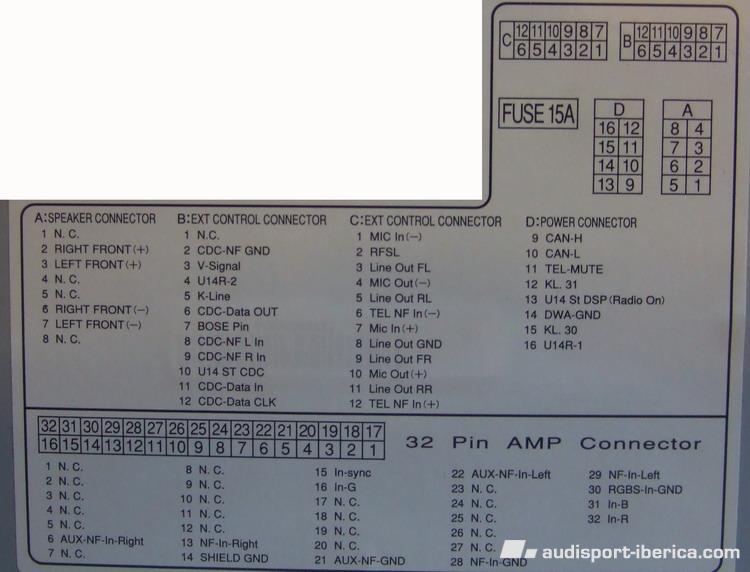 C 12 11 10 9 8 7
6 5 4 3 2 1
B 12 11 10 9 8 7
6 5 4 3 2 1
FUSE 15A
D
16 12
15 11
14 10
13 9
A
8 4
7 3
6 2
5 1
A:SPEAKER CONNECTOR
1 N. C.
2 RIGHT FRONT(+)
3 LEFT FRONT(+)
4 N. C.
5 N. C.
6 RIGHT FRONT(−)
7 LEFT FRONT(−)
8 N. C.
B:EXT CONTROL CONNECTOR
1 N.C.
2 CDC-NF GND
3 V-Signal
4 U14R-2
5 K-Line
6 CDC-Data OUT
7 BOSE Pin
8 CDC-NF L In
9 CDC-NF R In
10 U14 ST CDC
11 CDC-Data In
12 CDC-Data CLK
C:EXT CONTROL CONNECTOR
1 MIC In(−)
2 RFSL
3 Line Out FL
4 MIC Out(−)
5 Line Out RL
6 TEL NF In(−)
7 Mic In(+)
8 Line Out GND
9 Line Out FR
10 Mic Out(+)
11 Line Out RR
12 TEL NF In(+)
D:POWER CONNECTOR
9 CAN-H
10 CAN-L
11 TEL-MUTE
12 KL. 31
13 U14 St DSP(Radio On)
14 DWA-GND
15 KL. 30
16 U14R-1
32 31 30 29 28 27 26 25 24 23 22 21 20 19 18 17
16 15 14 13 12 11 10 9 8 7 6 5 4 3 2 1
32 Pin AMP Connector
1 N. C.
2 N. C.
3 N. C.
4 N. C.
5 N. C.
6 AUX-NF-In-Right
7 N. C.
8 N. C.
9 N. C.
10 N. C.
11 N. C.
12 N. C.
13 NF-In-Right
14 SHIELD GND
15 In-sync
16 In-G
17 N. C.
18 N. C.
19 N. C.
20 N. C.
21 AUX-NF-GND
22 AUX-NF-In-Left
23 N. C.
24 N. C.
25 N. C.
26 N. C.
27 N. C.
28 NF-In-GND
29 NF-In-Left
30 RGBS-In-GND
31 In-B
32 In-R
audisport-iberica.com